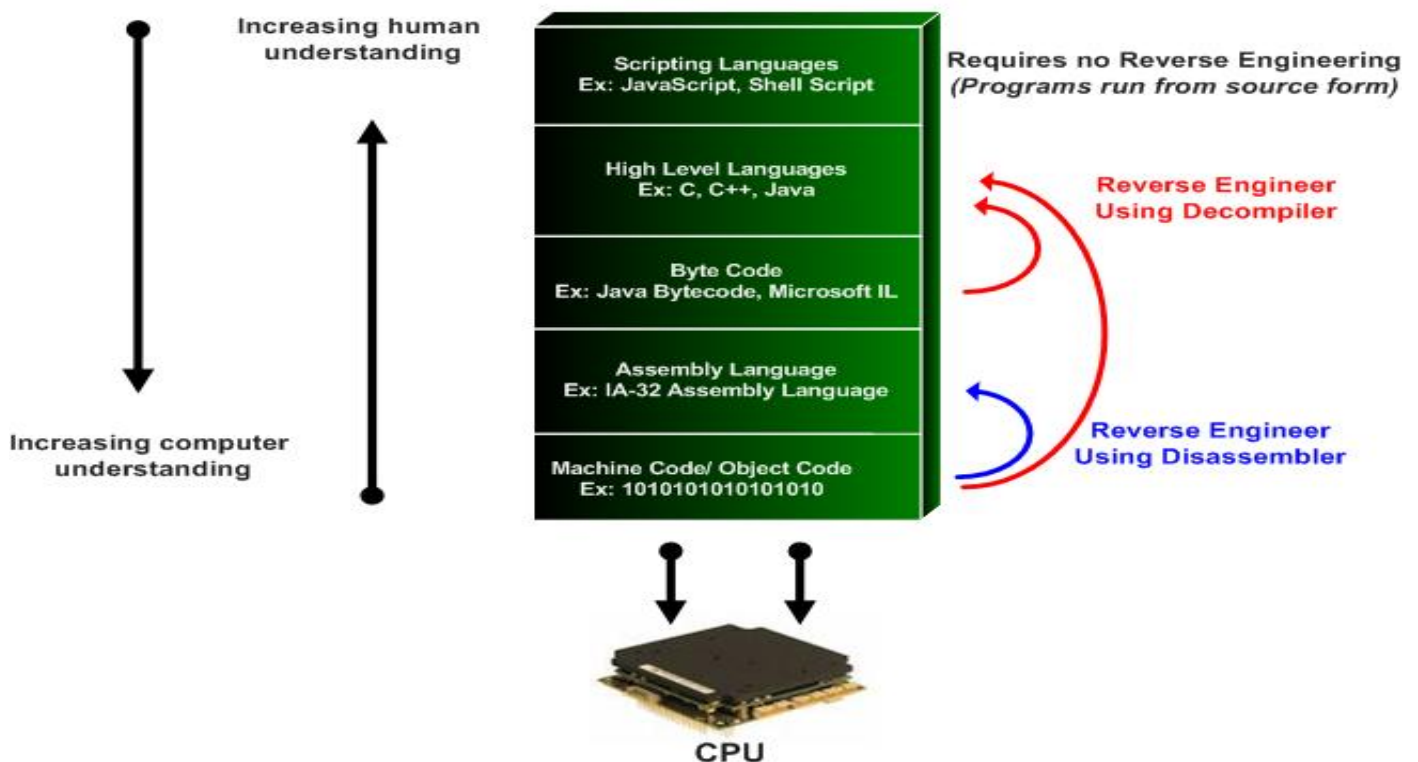 Increasing human
understanding
Increasing computer
understanding
Scripting Languages
Ex: JavaScript, Shell Script
High Level Languages
Ex: C, C++, Java
Byte Code
Ex: Java Bytecode, Microsoft IL
Assembly Language
Ex: IA-32 Assembly Language
Machine Code/ Object Code
Ex: 1010101010101010
Requires no Reverse Engineering
(Programs run from source form)
Reverse Engineer
Using Decompiler
Reverse Engineer
Using Disassembler
CPU